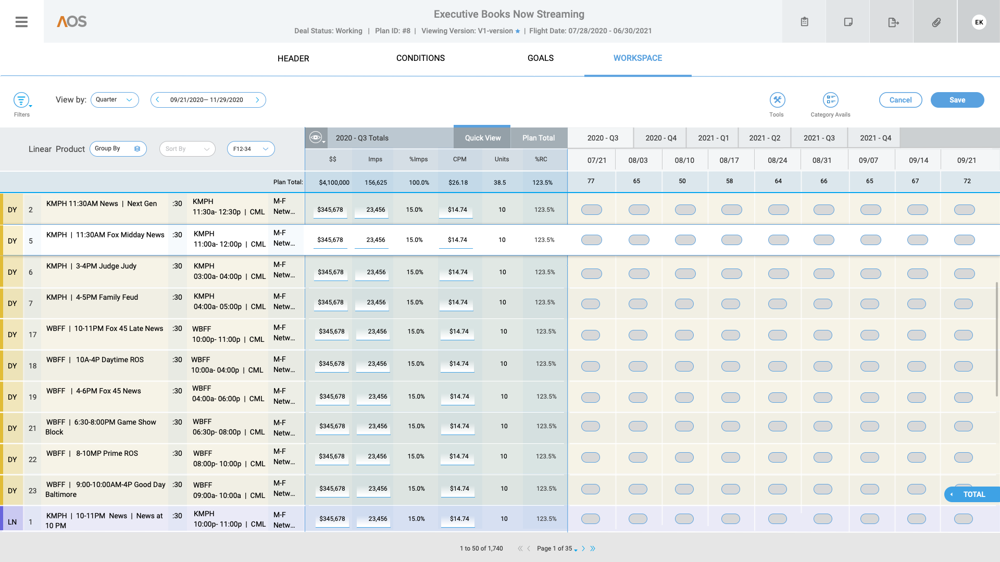 AOS
Executive Books Now Streaming
Deal Status: Working | Plan ID: #8 | Viewing Version: V1-version ★ | Flight Date: 07/28/2020 - 06/30/2021
EK
HEADER CONDITIONS GOALS WORKSPACE
Filters
View by: Quarter 09/21/2020— 11/29/2020
Tools Category Avails Cancel Save
Linear Product Group By Sort By F12-34
2020 - Q3 Totals Quick View Plan Total 2020 - Q3 2020 - Q4 2021 - Q1 2021 - Q2 2021 - Q3 2021 - Q4
$$ Imps %Imps CPM Units %RC 07/21 08/03 08/10 08/17 08/24 08/31 09/07 09/14 09/21
Plan Total: $4,100,000 156,625 100.0% $26.18 38.5 123.5% 77 65 50 58 64 66 65 67 72
DY 2 KMPH 11:30AM News | Next Gen :30 KMPH M-F
11:30a- 12:30p | CML Netw... $345,678 23,456 15.0% $14.74 10 123.5%
DY 5 KMPH | 11:30AM Fox Midday News :30 KMPH M-F
11:00a- 12:00p | CML Netw... $345,678 23,456 15.0% $14.74 10 123.5%
DY 6 KMPH | 3-4PM Judge Judy :30 KMPH M-F
03:00a- 04:00p | CML Netw... $345,678 23,456 15.0% $14.74 10 123.5%
DY 7 KMPH | 4-5PM Family Feud :30 KMPH M-F
04:00a- 05:00p | CML Netw... $345,678 23,456 15.0% $14.74 10 123.5%
DY 17 WBFF | 10-11PM Fox 45 Late News :30 WBFF M-F
10:00p- 11:00p | CML Netw... $345,678 23,456 15.0% $14.74 10 123.5%
DY 18 WBFF | 10A-4P Daytime ROS :30 WBFF M-F
10:00a- 04:00p | CML Netw... $345,678 23,456 15.0% $14.74 10 123.5%
DY 19 WBFF | 4-6PM Fox 45 News :30 WBFF M-F
04:00a- 06:00p | CML Netw... $345,678 23,456 15.0% $14.74 10 123.5%
DY 21 WBFF | 6:30-8:00PM Game Show :30 WBFF M-F
Block 06:30p- 08:00p | CML Netw... $345,678 23,456 15.0% $14.74 10 123.5%
DY 22 WBFF | 8-10MP Prime ROS :30 WBFF M-F
08:00p- 10:00p | CML Netw... $345,678 23,456 15.0% $14.74 10 123.5%
DY 23 WBFF | 9:00-10:00AM-4P Good Day :30 WBFF M-F
Baltimore 09:00a- 10:00a | CML Netw... $345,678 23,456 15.0% $14.74 10 123.5%
TOTAL
LN 1 KMPH | 10-11PM News | News at :30 KMPH M-F
10 PM 10:00p- 11:00p | CML Netw... $345,678 23,456 15.0% $14.74 10 123.5%
1 to 50 of 1,740 Page 1 of 35